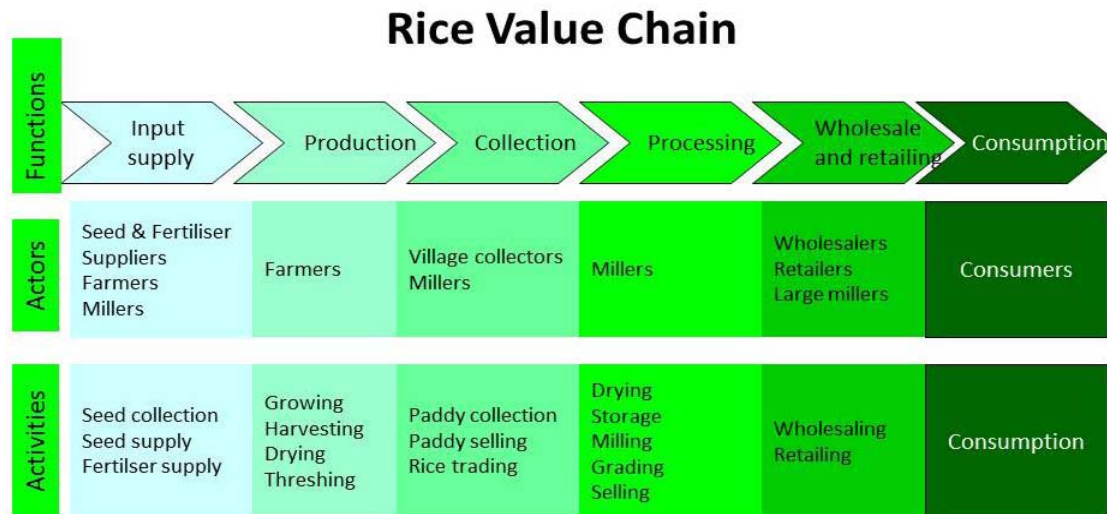 Rice Value Chain
Functions
Input
supply
Production
Collection
Processing
Wholesale
and retailing
Consumption
Actors
Seed & Fertiliser
Suppliers
Farmers
Millers
Farmers
Village collectors
Millers
Millers
Wholesalers
Retailers
Large millers
Consumers
Activities
Seed collection
Seed supply
Fertilser supply
Growing
Harvesting
Drying
Threshing
Paddy collection
Paddy selling
Rice trading
Drying
Storage
Milling
Grading
Selling
Wholesaling
Retailing
Consumption